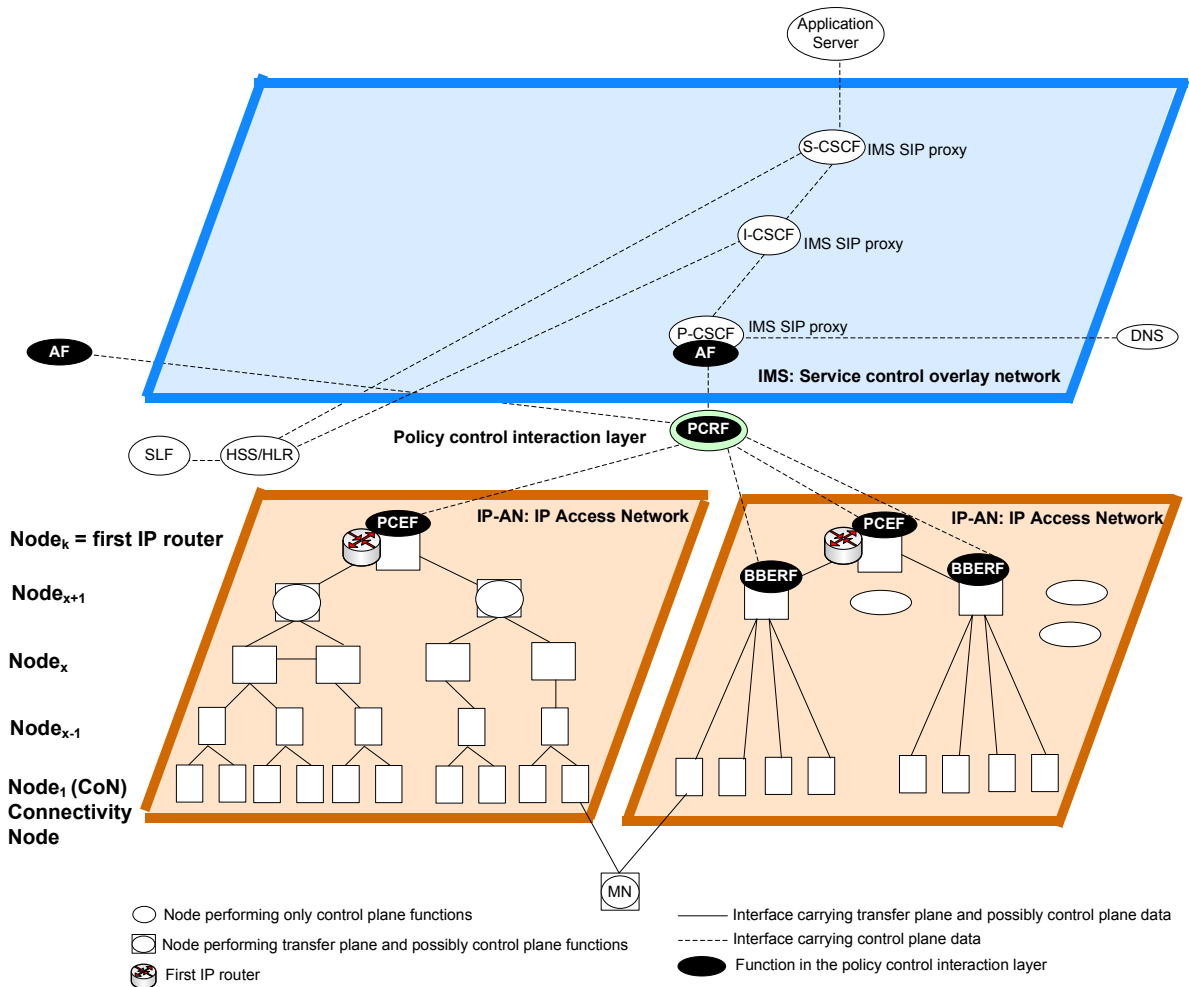 Application
Server
S-CSCF
IMS SIP proxy
I-CSCF
IMS SIP proxy
P-CSCF
IMS SIP proxy
AF
DNS
AF
IMS: Service control overlay network
PCRF
Policy control interaction layer
SLF
HSS/HLR
IP-AN: IP Access Network
IP-AN: IP Access Network
PCEF
PCEF
BBERF
BBERF
Nodek = first IP router
Nodex+1
Nodex
Nodex-1
Node1 (CoN)
Connectivity
Node
MN
Node performing only control plane functions
Node performing transfer plane and possibly control plane functions
First IP router
Interface carrying transfer plane and possibly control plane data
Interface carrying control plane data
Function in the policy control interaction layer